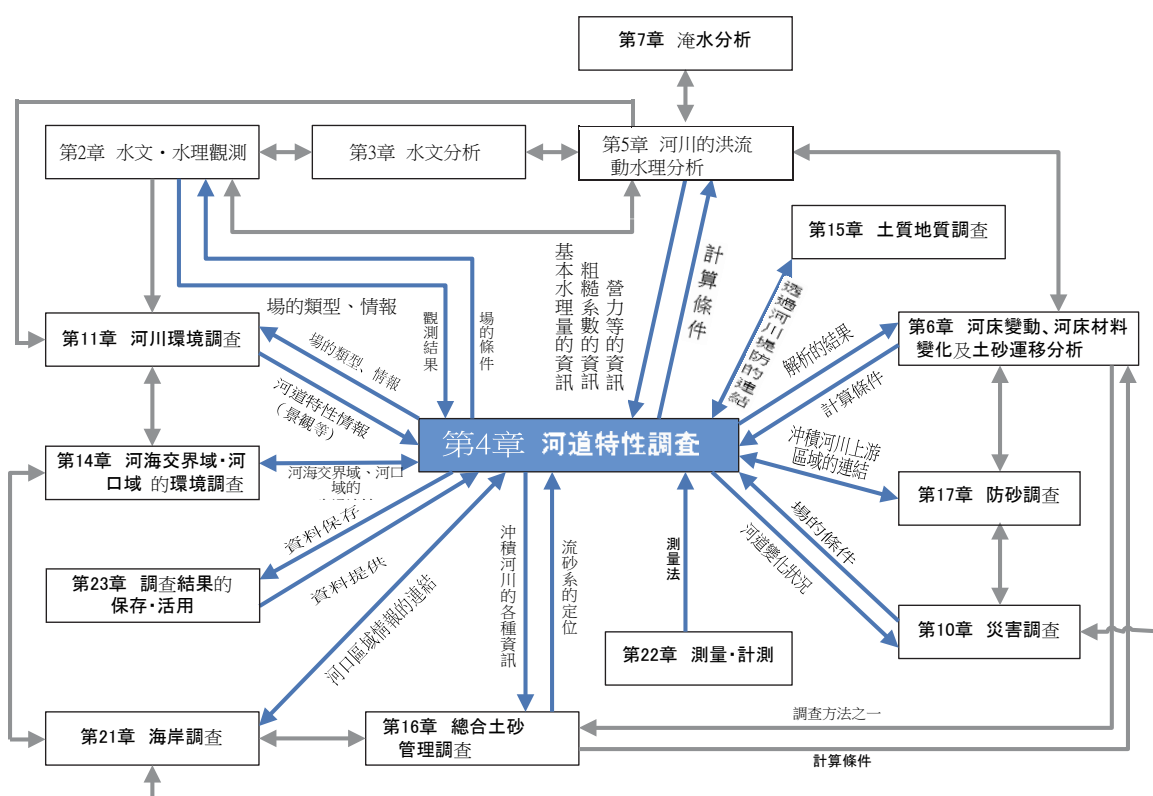 第7章 淹水分析
第2章 水文・水理觀測
第3章 水文分析
第5章 河川的洪流
動水理分析
第15章 土質地質調查
基本水理量的資訊
粗糙系數的資訊
營力等的資訊
計算條件
透過河川堤防的連結
場的類型、情報
觀測結果
場的條件
第11章 河川環境調查
場的類型、情報
河道特性情報
（景観等）
第6章 河床變動、河床材料
變化及土砂運移分析
解析的結果
計算條件
第4章 河道特性調查
沖積河川上游
區域的連結
第14章 河海交界域・河
口域 的環境調查
河海交界域、河口
域的
第17章 防砂調查
資料保存
資料提供
第23章 調查結果的
保存・活用
河口區域情報的連結
沖積河川的各種資訊
流砂系的定位
測量法
場的條件
河道變化狀況
第22章 測量・計測
第10章 災害調查
第21章 海岸調查
第16章 總合土砂
管理調查
調查方法之一
計算條件